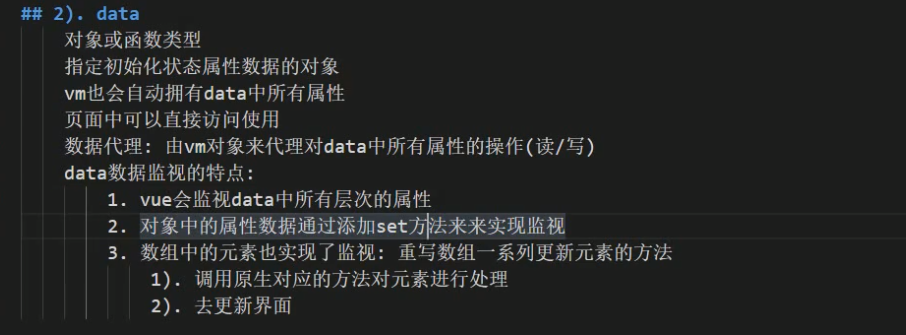 ## 2). data
对象或函数类型
指定初始化状态属性数据的对象
vm也会自动拥有data中所有属性
页面中可以直接访问使用
数据代理: 由vm对象来代理对data中所有属性的操作(读/写)
data数据监视的特点:
1. vue会监视data中所有层次的属性
2. 对象中的属性数据通过添加set方法来来实现监视
3. 数组中的元素也实现了监视: 重写数组一系列更新元素的方法
1). 调用原生对应的方法对元素进行处理
2). 去更新界面